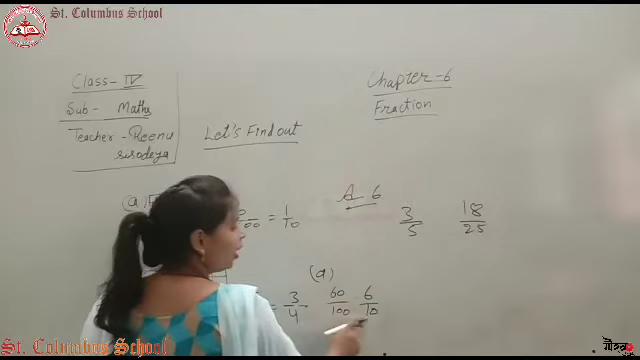 St. Columbus School
Class- IV
Sub- Maths
Teacher - Reenu
sisodeya
Chapter-6
Fraction
Let's Find out
A 6
(a)
= 1/10
3/5 18/25
(a)
= 3/4
60/100 6/10
St. Columbus School